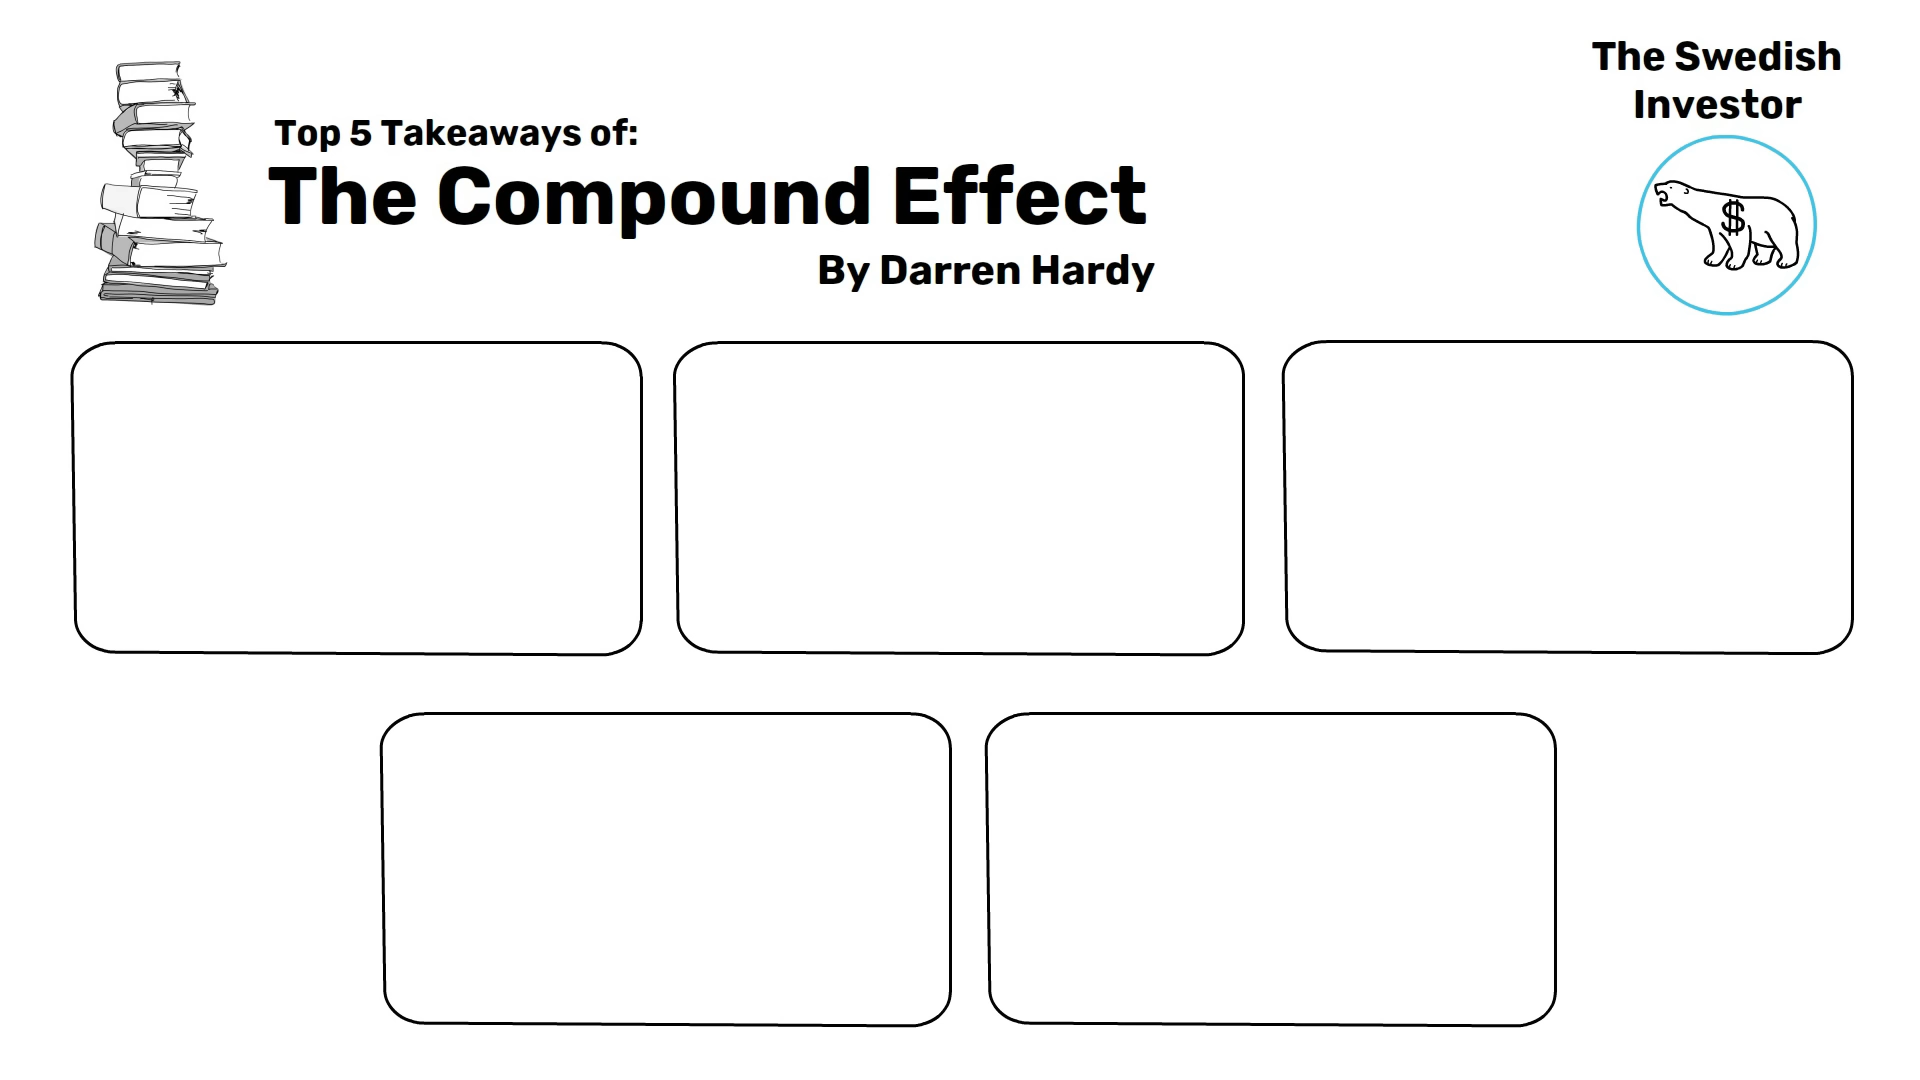 The Swedish
Investor
Top 5 Takeaways of:
The Compound Effect
By Darren Hardy
$